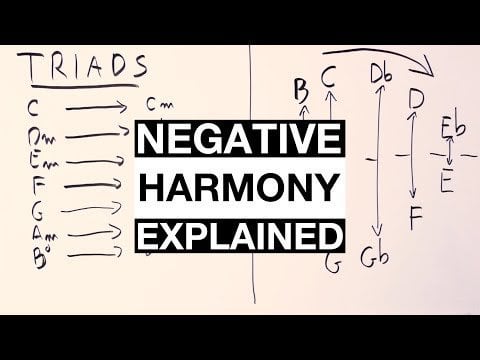 TRIADS
C → Cm
Dm →
Em →
F →
G →
Am →
B° →
NEGATIVE
HARMONY
EXPLAINED
B C Db D Eb
E
F
G Gb